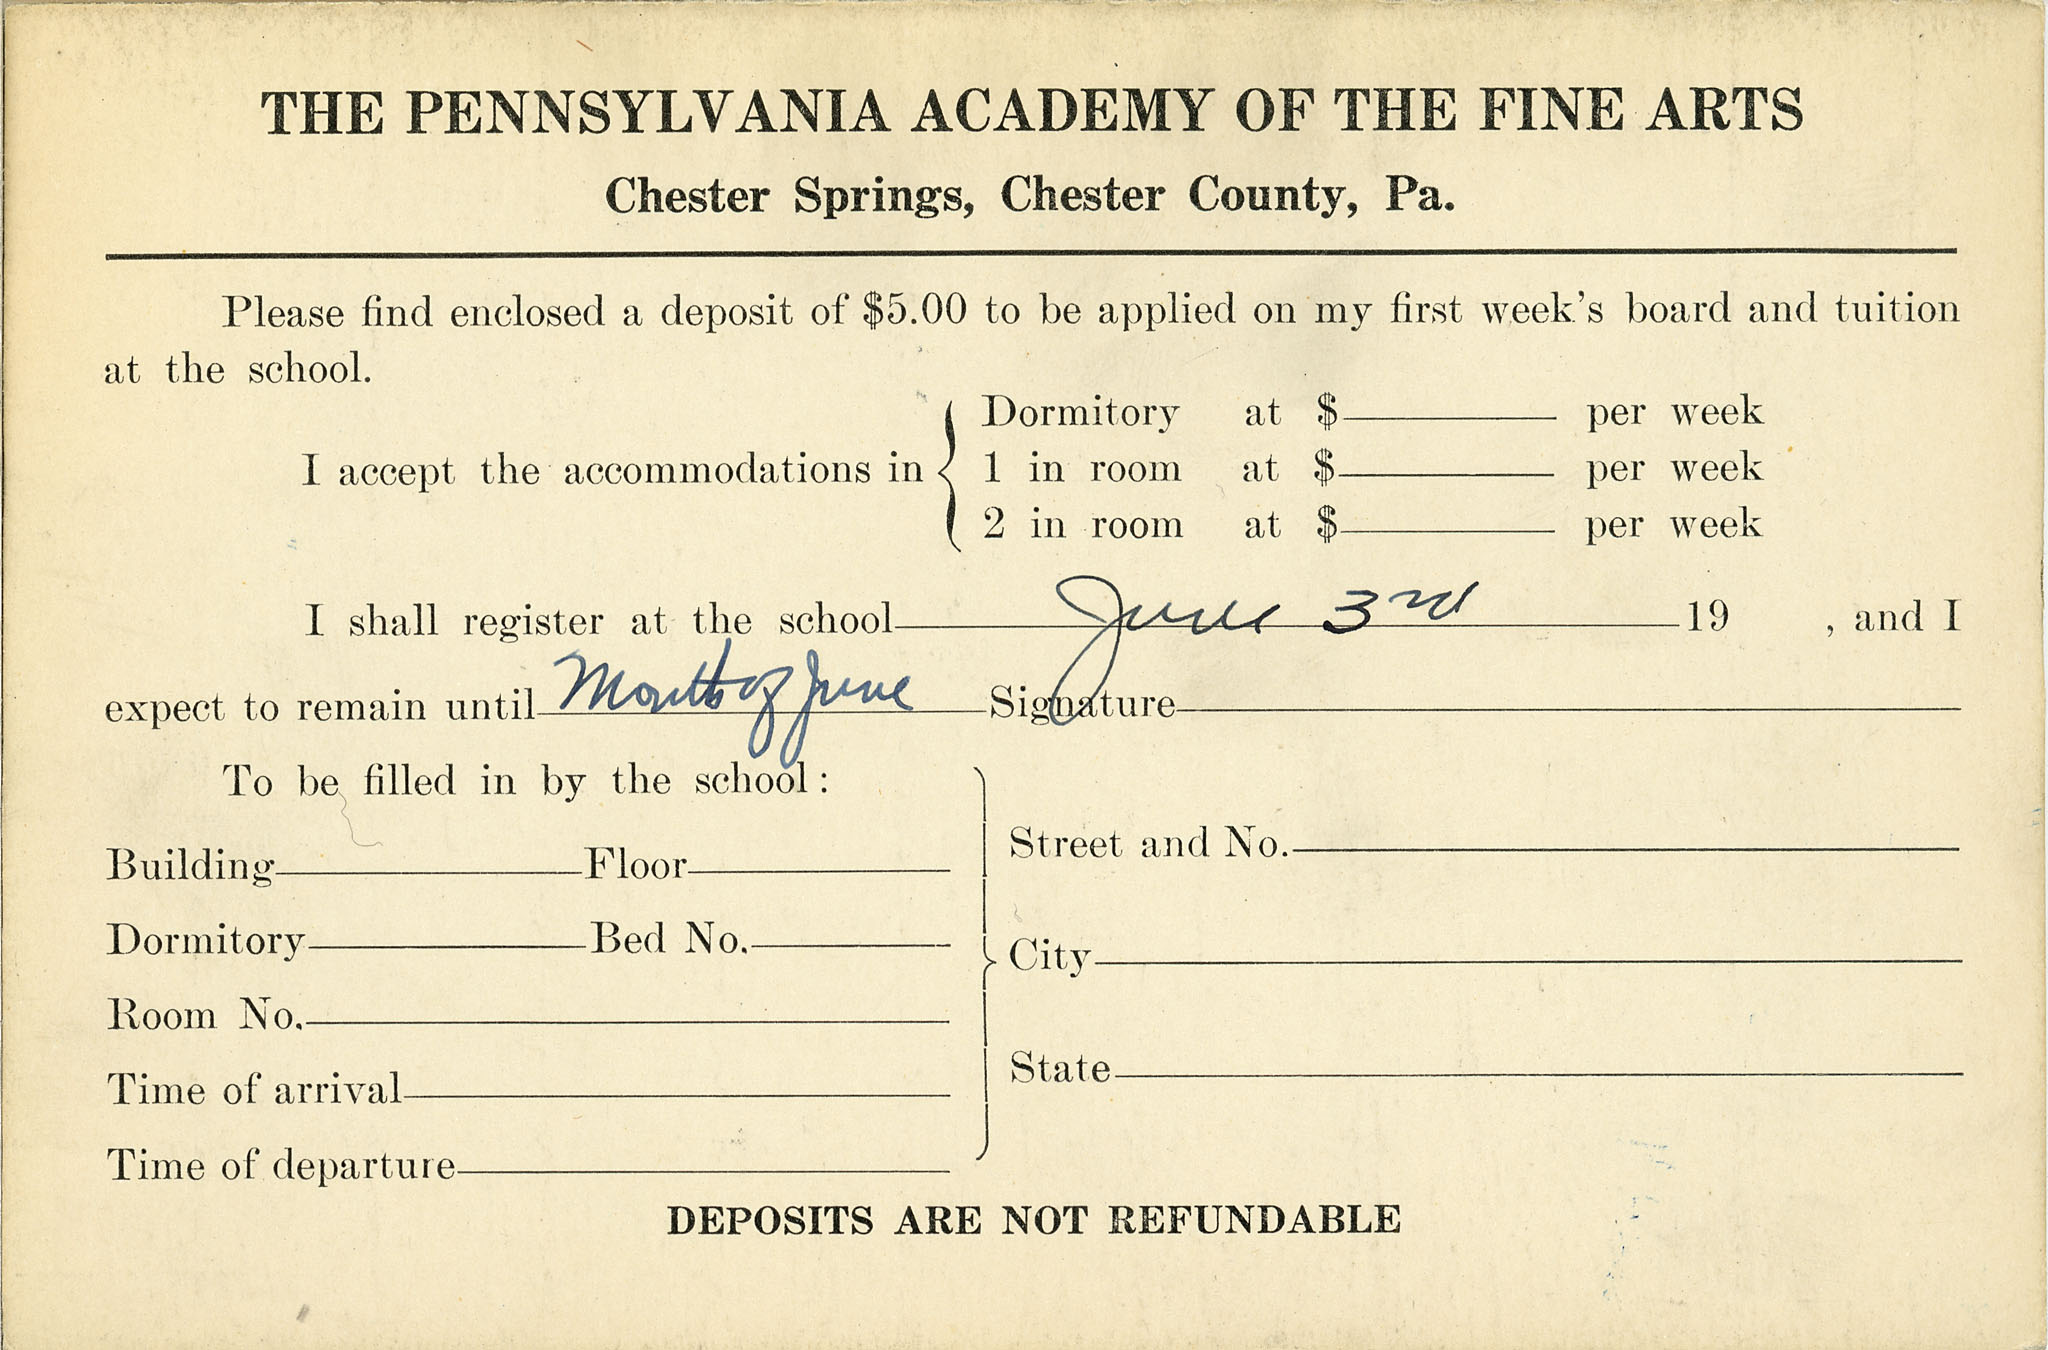 THE PENNSYLVANIA ACADEMY OF THE FINE ARTS
Chester Springs, Chester County, Pa.
Please find enclosed a deposit of $5.00 to be applied on my first week's board and tuition
at the school.
I accept the accommodations in
Dormitory at $ per week
1 in room at $ per week
2 in room at $ per week
I shall register at the school June 3rd 19 , and I
expect to remain until Month of June Signature
To be filled in by the school:
Building Floor
Dormitory Bed No.
Room No.
Time of arrival
Time of departure
Street and No.
City
State
DEPOSITS ARE NOT REFUNDABLE